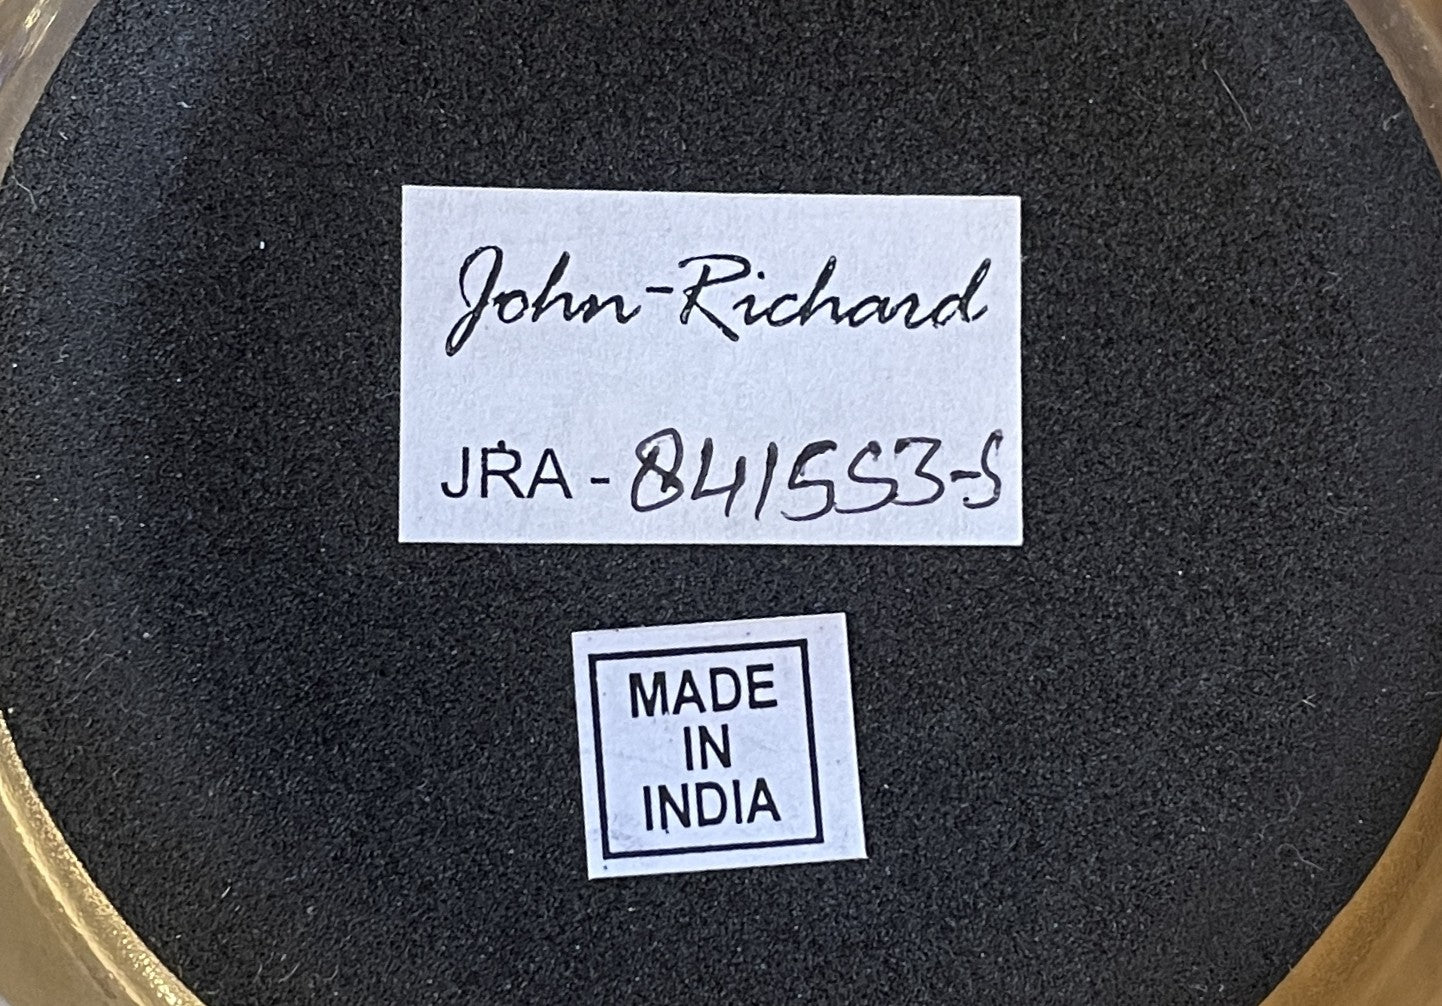 John-Richard
JRA - 841553-S
MADE
IN
INDIA